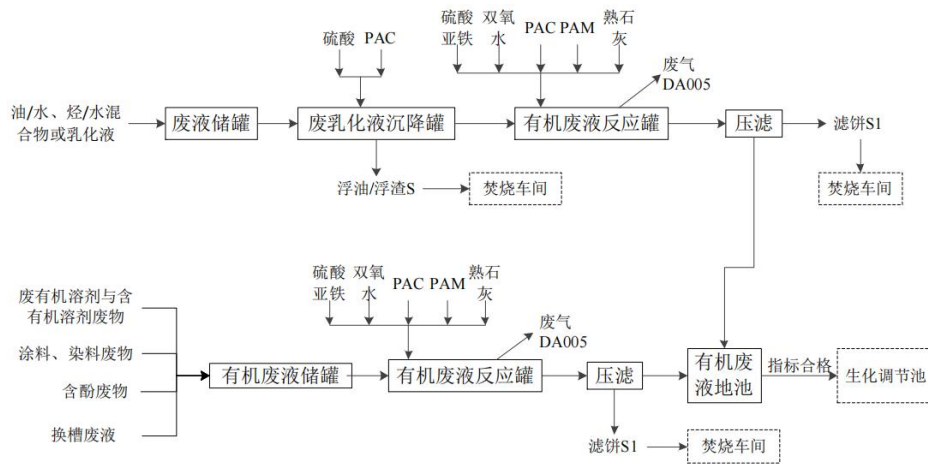 硫酸 PAC
硫酸
亚铁
双氧
水
PAC
PAM
熟石
灰
废气
DA005
油/水、烃/水混
合物或乳化液
废液储罐
废乳化液沉降罐
有机废液反应罐
压滤
滤饼S1
浮油/浮渣S
焚烧车间
焚烧车间
硫酸
亚铁
双氧
水
PAC
PAM
熟石
灰
废气
DA005
废有机溶剂与含
有机溶剂废物
涂料、染料废物
含酚废物
换槽废液
有机废液储罐
有机废液反应罐
压滤
有机废
液地池
指标合格
生化调节池
滤饼S1
焚烧车间